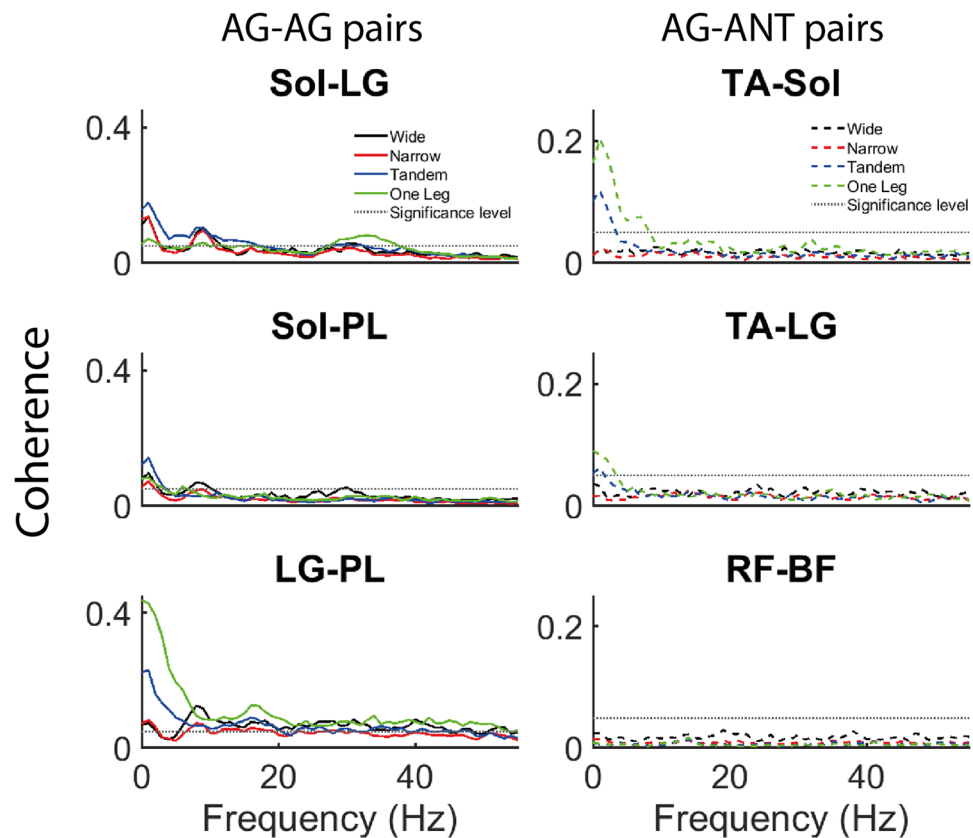 AG-AG pairs
AG-ANT pairs
Sol-LG
TA-Sol
0.4
0
Wide
Narrow
Tandem
One Leg
Significance level
0.2
0
Wide
Narrow
Tandem
One Leg
Significance level
Sol-PL
TA-LG
0.4
0
0.2
0
Coherence
LG-PL
RF-BF
0.4
0
0.2
0
0 20 40
0 20 40
Frequency (Hz)
Frequency (Hz)